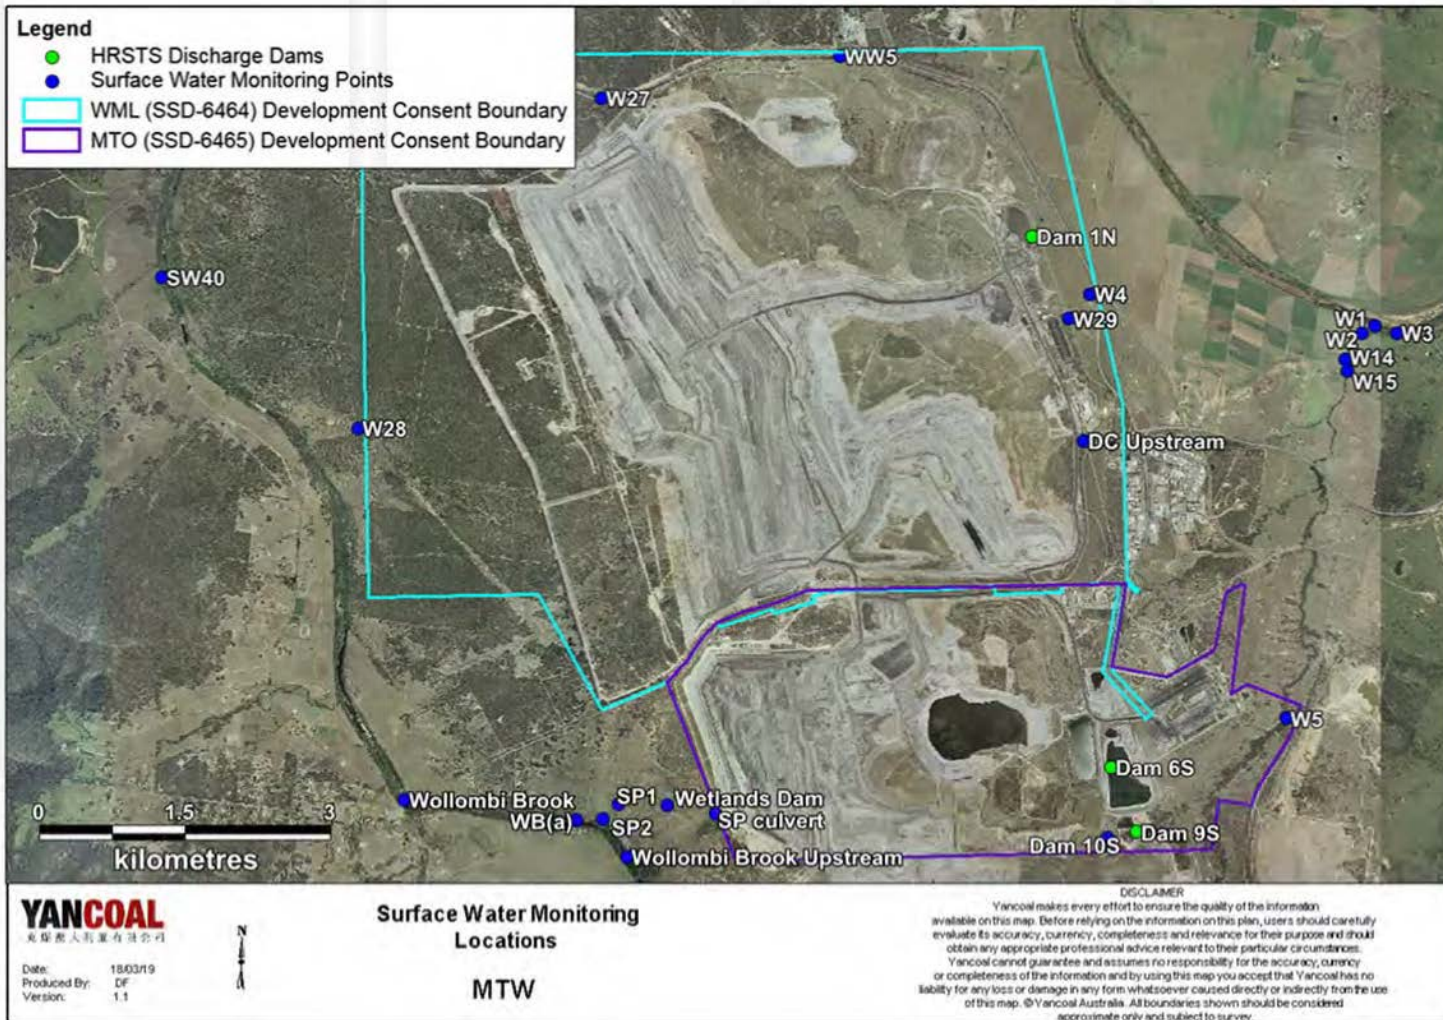 Legend
HRSTS Discharge Dams
Surface Water Monitoring Points
WML (SSD-6464) Development Consent Boundary
MTO (SSD-6465) Development Consent Boundary
WW5
W27
Dam 1N
SW40
W4
W29
W1
W2
W3
W14
W15
W28
DC Upstream
W5
Dam 6S
Wollombi Brook
SP1
Wetlands Dam
WB(a)
SP2
SP culvert
Dam 9S
Dam 10S
Wollombi Brook Upstream
0 1.5 3
kilometres
YANCOAL
Date: 18/03/19
Produced By: DF
Version: 1.1
N
Surface Water Monitoring
Locations
MTW
DISCLAIMER
Yancoal makes every effort to ensure the quality of the information
available on this map. Before relying on the information on this plan, users should carefully
evaluate its accuracy, currency, completeness and relevance for their purpose and should
obtain any appropriate professional advice relevant to their particular circumstances.
Yancoal cannot guarantee and assumes no responsibility for the accuracy, currency
or completeness of the information and by using this map you accept that Yancoal has no
liability for any loss or damage in any form whatsoever caused directly or indirectly from the use
of this map. © Yancoal Australia. All boundaries shown should be considered
approximate only and subject to survey